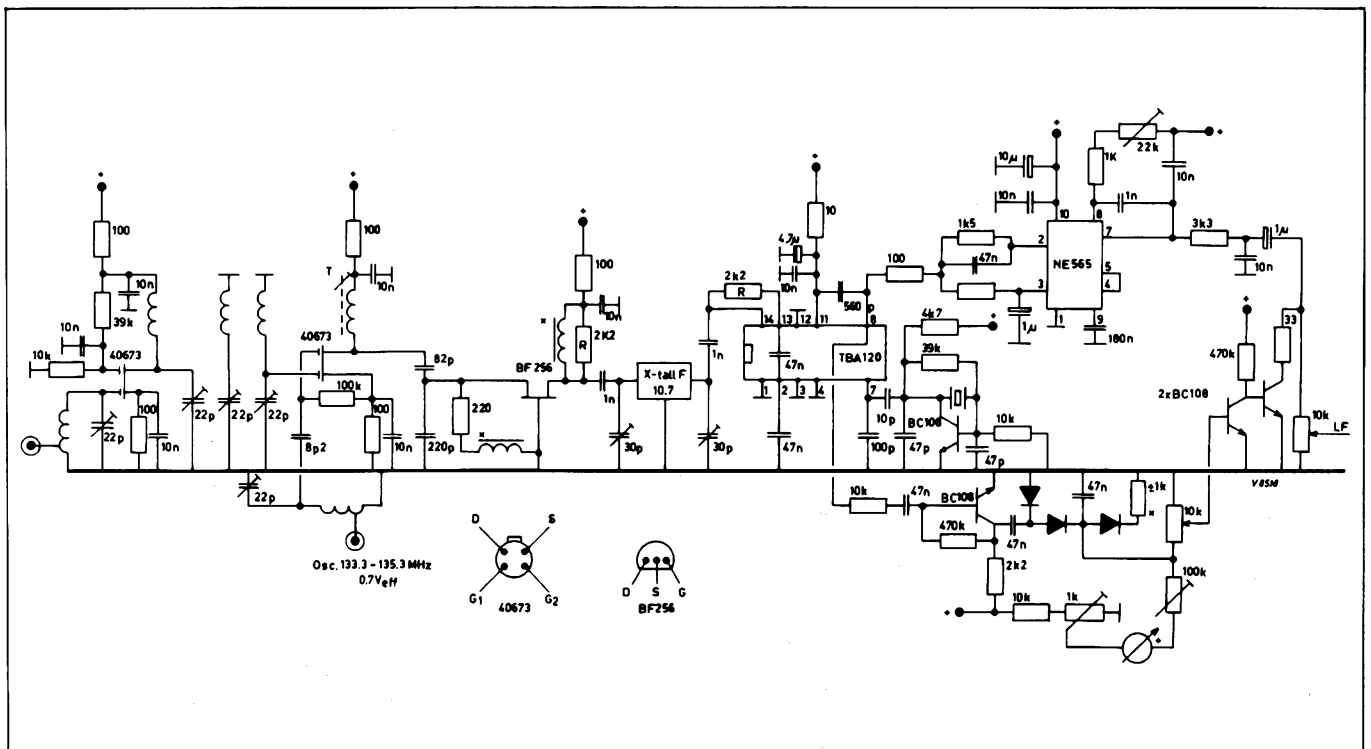 +
100
10n
39k
10n
10k
40673
100
22p
10n
22p
22p
22p
+
100
T
10n
40673
100k
100
8p2
10n
22p
82p
220
220p
x
BF 256
+
100
x
10n
2K2
R
1n
30p
X-tall F
10.7
30p
2k2
R
1n
47n
47n
+
10
4.7µ
10n
560p
14
13
12
11
8
TBA120
1
2
3
4
7
100
1k5
47n
1µ
4k7
+
39k
10p
100p
47p
BC108
47p
10k
+
10µ
10n
10
8
2
7
NE565
5
3
4
1
9
180n
1K
22k
+
10n
1n
3k3
1µ
10n
33
470k
2xBC108
10k
LF
V 8538
Osc. 133.3 - 135.3 MHz
0.7Veff
D
S
G1
G2
40673
D
S
G
BF256
10k
47n
BC108
470k
47n
2k2
47n
±1k
x
10k
100k
+
10k
1k
+